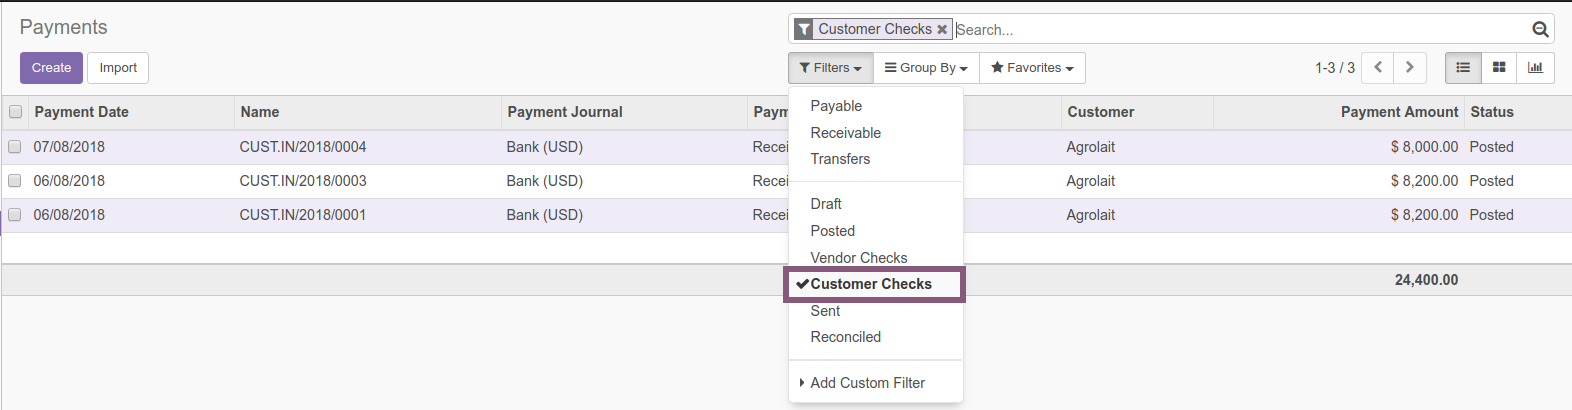 Payments
Customer Checks Search...
Create Import
Filters Group By Favorites 1-3 / 3
Payment Date Name Payment Journal Customer Payment Amount Status
07/08/2018 CUST.IN/2018/0004 Bank (USD) Agrolait $ 8,000.00 Posted
06/08/2018 CUST.IN/2018/0003 Bank (USD) Agrolait $ 8,200.00 Posted
06/08/2018 CUST.IN/2018/0001 Bank (USD) Agrolait $ 8,200.00 Posted
24,400.00
Payable
Receivable
Transfers
Draft
Posted
Vendor Checks
Customer Checks
Sent
Reconciled
Add Custom Filter